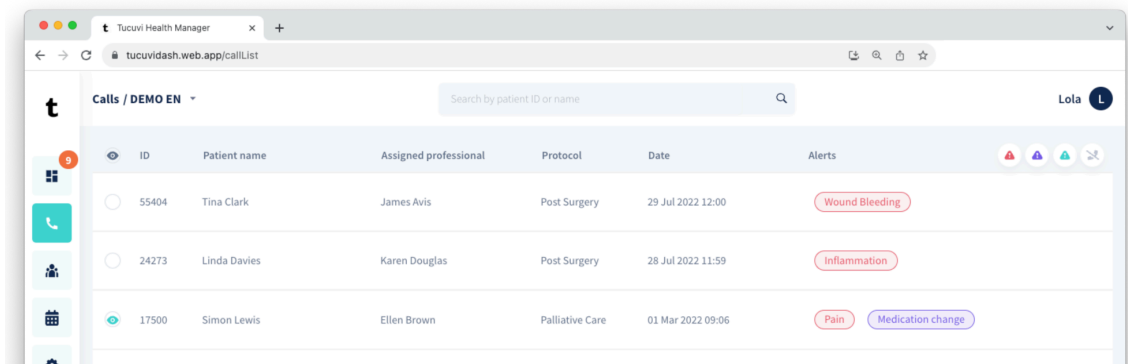 t Tucuvi Health Manager
tucuvidash.web.app/callList
t
Calls / DEMO EN
Search by patient ID or name
Lola L
9
ID Patient name Assigned professional Protocol Date Alerts
55404 Tina Clark James Avis Post Surgery 29 Jul 2022 12:00 Wound Bleeding
24273 Linda Davies Karen Douglas Post Surgery 28 Jul 2022 11:59 Inflammation
17500 Simon Lewis Ellen Brown Palliative Care 01 Mar 2022 09:06 Pain Medication change